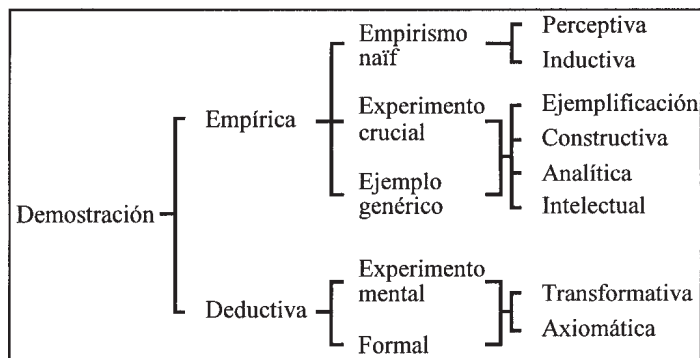 Demostración
Empírica
Empirismo
naïf
Perceptiva
Inductiva
Experimento
crucial
Ejemplo
genérico
Ejemplificación
Constructiva
Analítica
Intelectual
Deductiva
Experimento
mental
Formal
Transformativa
Axiomática